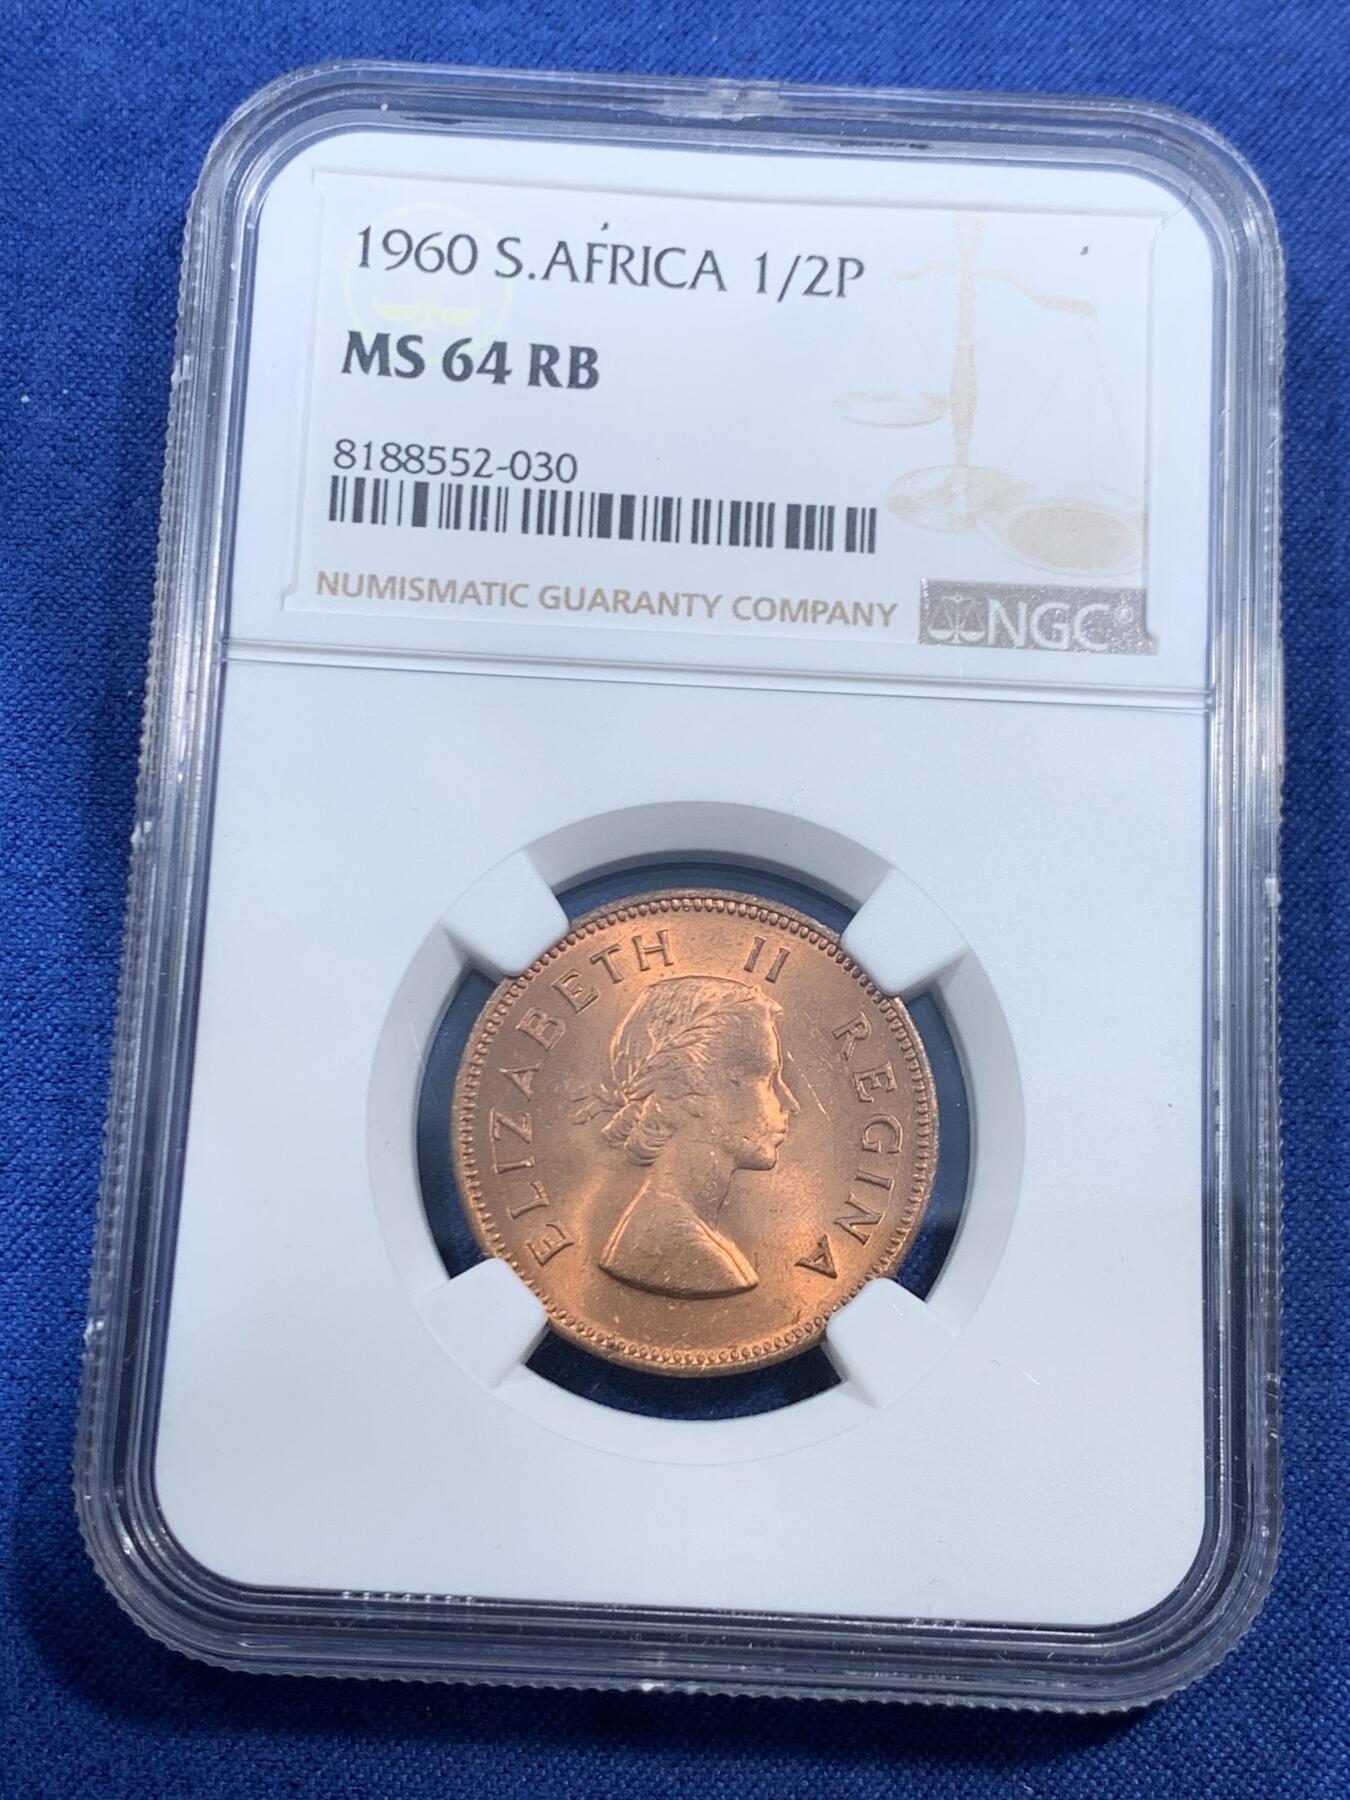 1960 S.AFRICA 1/2P
MS 64 RB
8188552-030
NUMISMATIC GUARANTY COMPANY
NGC
ELIZABETH II REGINA